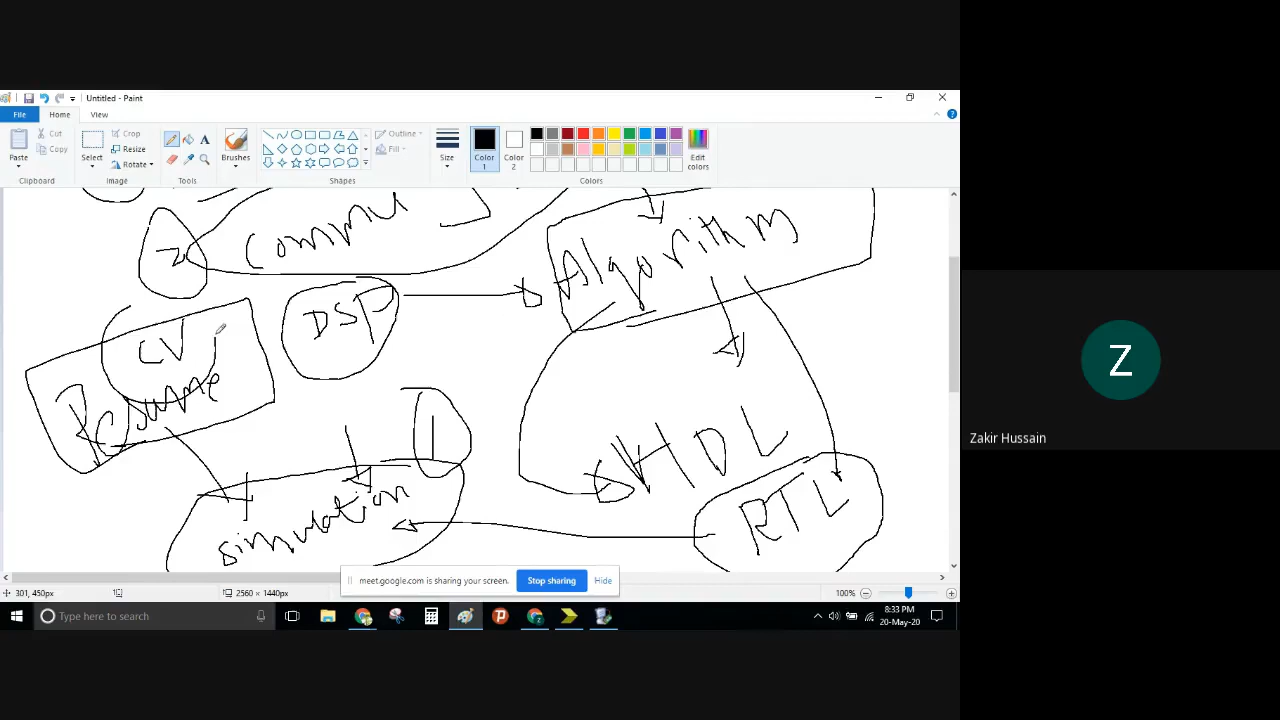 Untitled - Paint
File Home View
Cut
Copy
Paste
Clipboard
Crop
Resize
Rotate
Select
Image
Tools
Brushes
Outline
Fill
Shapes
Size
Color 1
Color 2
Edit colors
Colors
Commu
2
Algorithm
DSP
CV
Resume
1
VHDL
simulation
RTL
meet.google.com is sharing your screen. Stop sharing Hide
301, 450px
2560 × 1440px
100%
Type here to search
8:33 PM
20-May-20
Z
Zakir Hussain